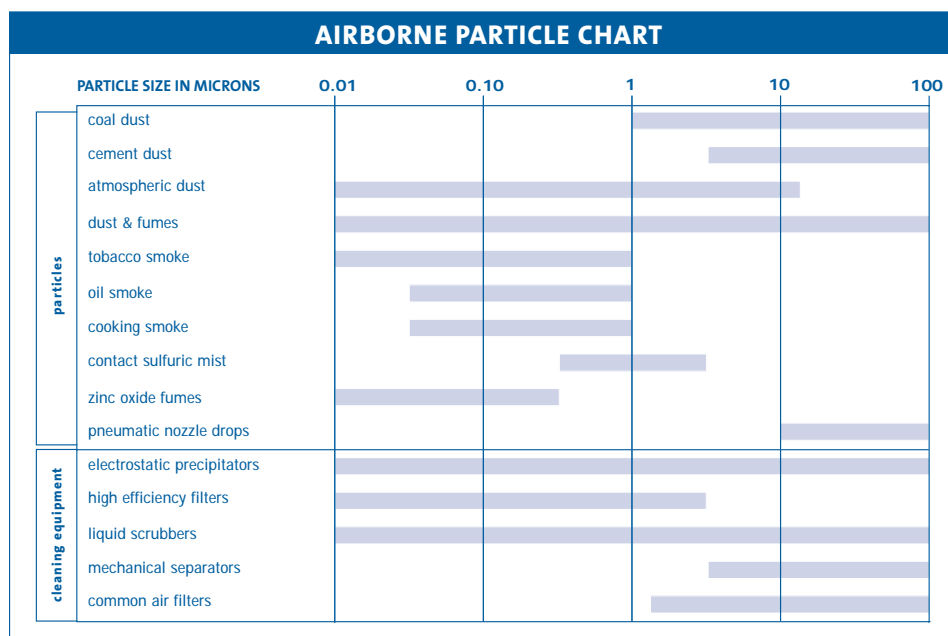 AIRBORNE PARTICLE CHART
PARTICLE SIZE IN MICRONS 0.01 0.10 1 10 100
particles
coal dust
cement dust
atmospheric dust
dust & fumes
tobacco smoke
oil smoke
cooking smoke
contact sulfuric mist
zinc oxide fumes
pneumatic nozzle drops
cleaning equipment
electrostatic precipitators
high efficiency filters
liquid scrubbers
mechanical separators
common air filters